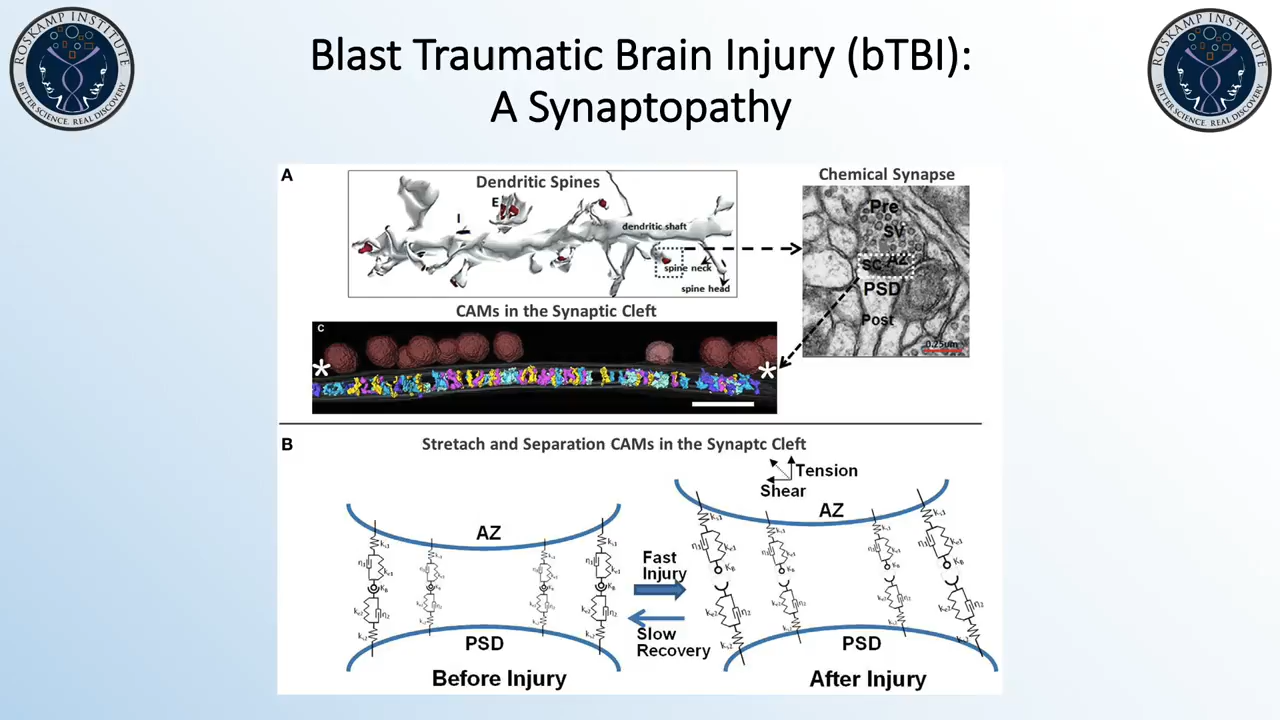 ROSKAMP INSTITUTE
BETTER SCIENCE. REAL DISCOVERY
Blast Traumatic Brain Injury (bTBI):
A Synaptopathy
ROSKAMP INSTITUTE
BETTER SCIENCE. REAL DISCOVERY
A
Dendritic Spines
E
I
dendritic shaft
spine neck
spine head
Chemical Synapse
Pre
SV
AZ
SC
PSD
Post
0.25um
CAMs in the Synaptic Cleft
C
B
Stretach and Separation CAMs in the Synaptc Cleft
Tension
Shear
AZ
AZ
Fast
Injury
Slow
Recovery
PSD
PSD
Before Injury
After Injury